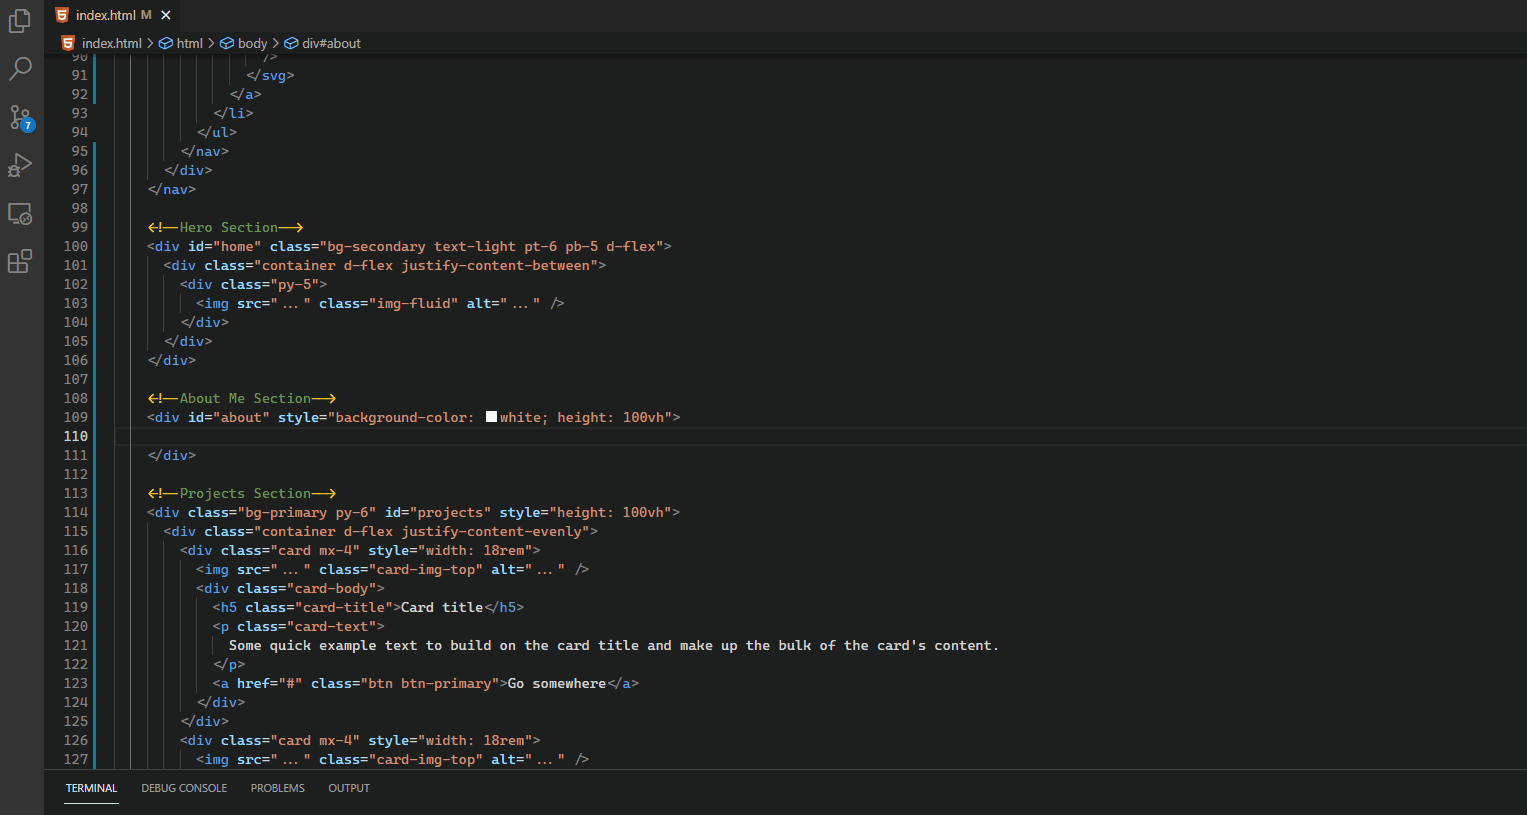 index.html M
index.html > html > body > div#about
7
90 />
91 </svg>
92 </a>
93 </li>
94 </ul>
95 </nav>
96 </div>
97 </nav>
98
99 <!--Hero Section-->
100 <div id="home" class="bg-secondary text-light pt-6 pb-5 d-flex">
101 <div class="container d-flex justify-content-between">
102 <div class="py-5">
103 <img src="..." class="img-fluid" alt="..." />
104 </div>
105 </div>
106 </div>
107
108 <!--About Me Section-->
109 <div id="about" style="background-color: white; height: 100vh">
110
111 </div>
112
113 <!--Projects Section-->
114 <div class="bg-primary py-6" id="projects" style="height: 100vh">
115 <div class="container d-flex justify-content-evenly">
116 <div class="card mx-4" style="width: 18rem">
117 <img src="..." class="card-img-top" alt="..." />
118 <div class="card-body">
119 <h5 class="card-title">Card title</h5>
120 <p class="card-text">
121 Some quick example text to build on the card title and make up the bulk of the card's content.
122 </p>
123 <a href="#" class="btn btn-primary">Go somewhere</a>
124 </div>
125 </div>
126 <div class="card mx-4" style="width: 18rem">
127 <img src="..." class="card-img-top" alt="..." />
TERMINAL DEBUG CONSOLE PROBLEMS OUTPUT